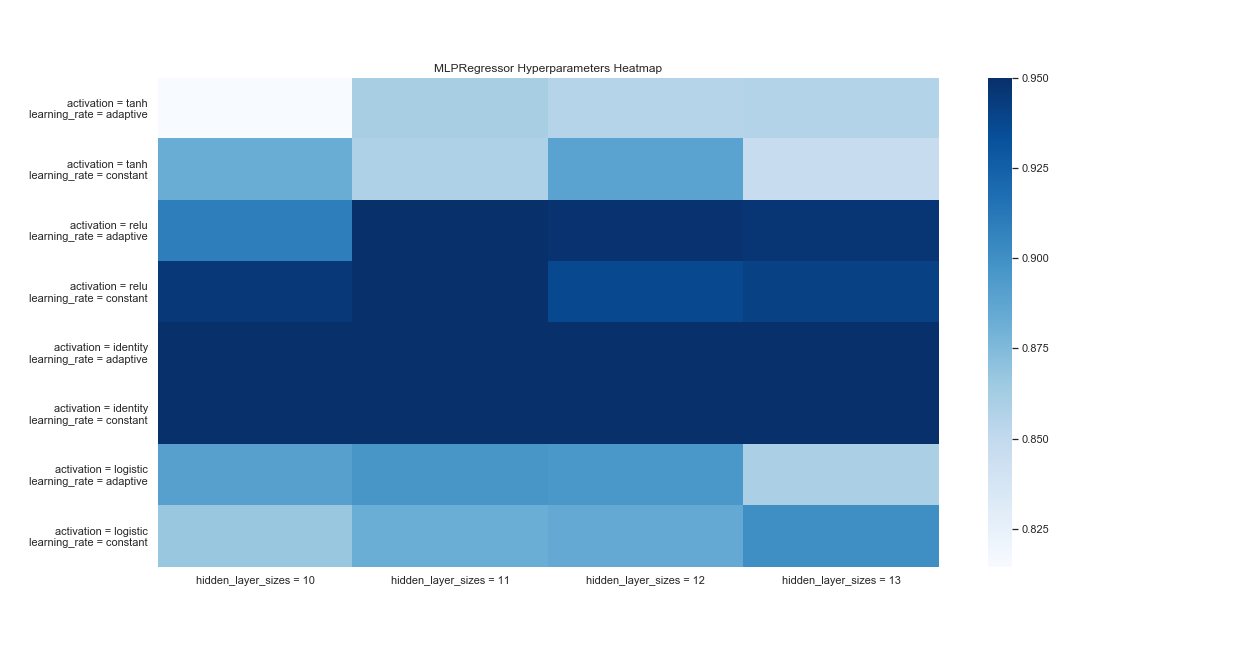 MLPRegressor Hyperparameters Heatmap
activation = tanh
learning_rate = adaptive
activation = tanh
learning_rate = constant
activation = relu
learning_rate = adaptive
activation = relu
learning_rate = constant
activation = identity
learning_rate = adaptive
activation = identity
learning_rate = constant
activation = logistic
learning_rate = adaptive
activation = logistic
learning_rate = constant
hidden_layer_sizes = 10
hidden_layer_sizes = 11
hidden_layer_sizes = 12
hidden_layer_sizes = 13
0.950
0.925
0.900
0.875
0.850
0.825